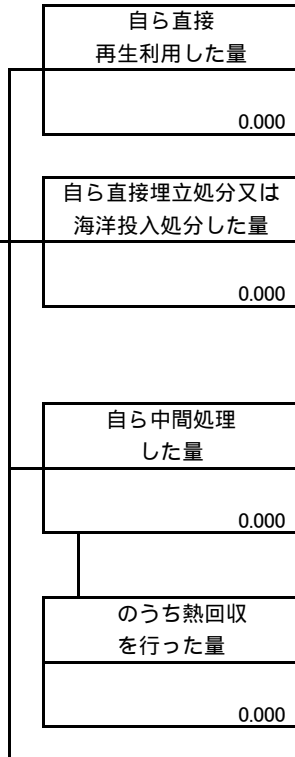 自ら直接
再生利用した量
0.000
自ら直接埋立処分又は
海洋投入処分した量
0.000
自ら中間処理
した量
0.000
のうち熱回収
を行った量
0.000